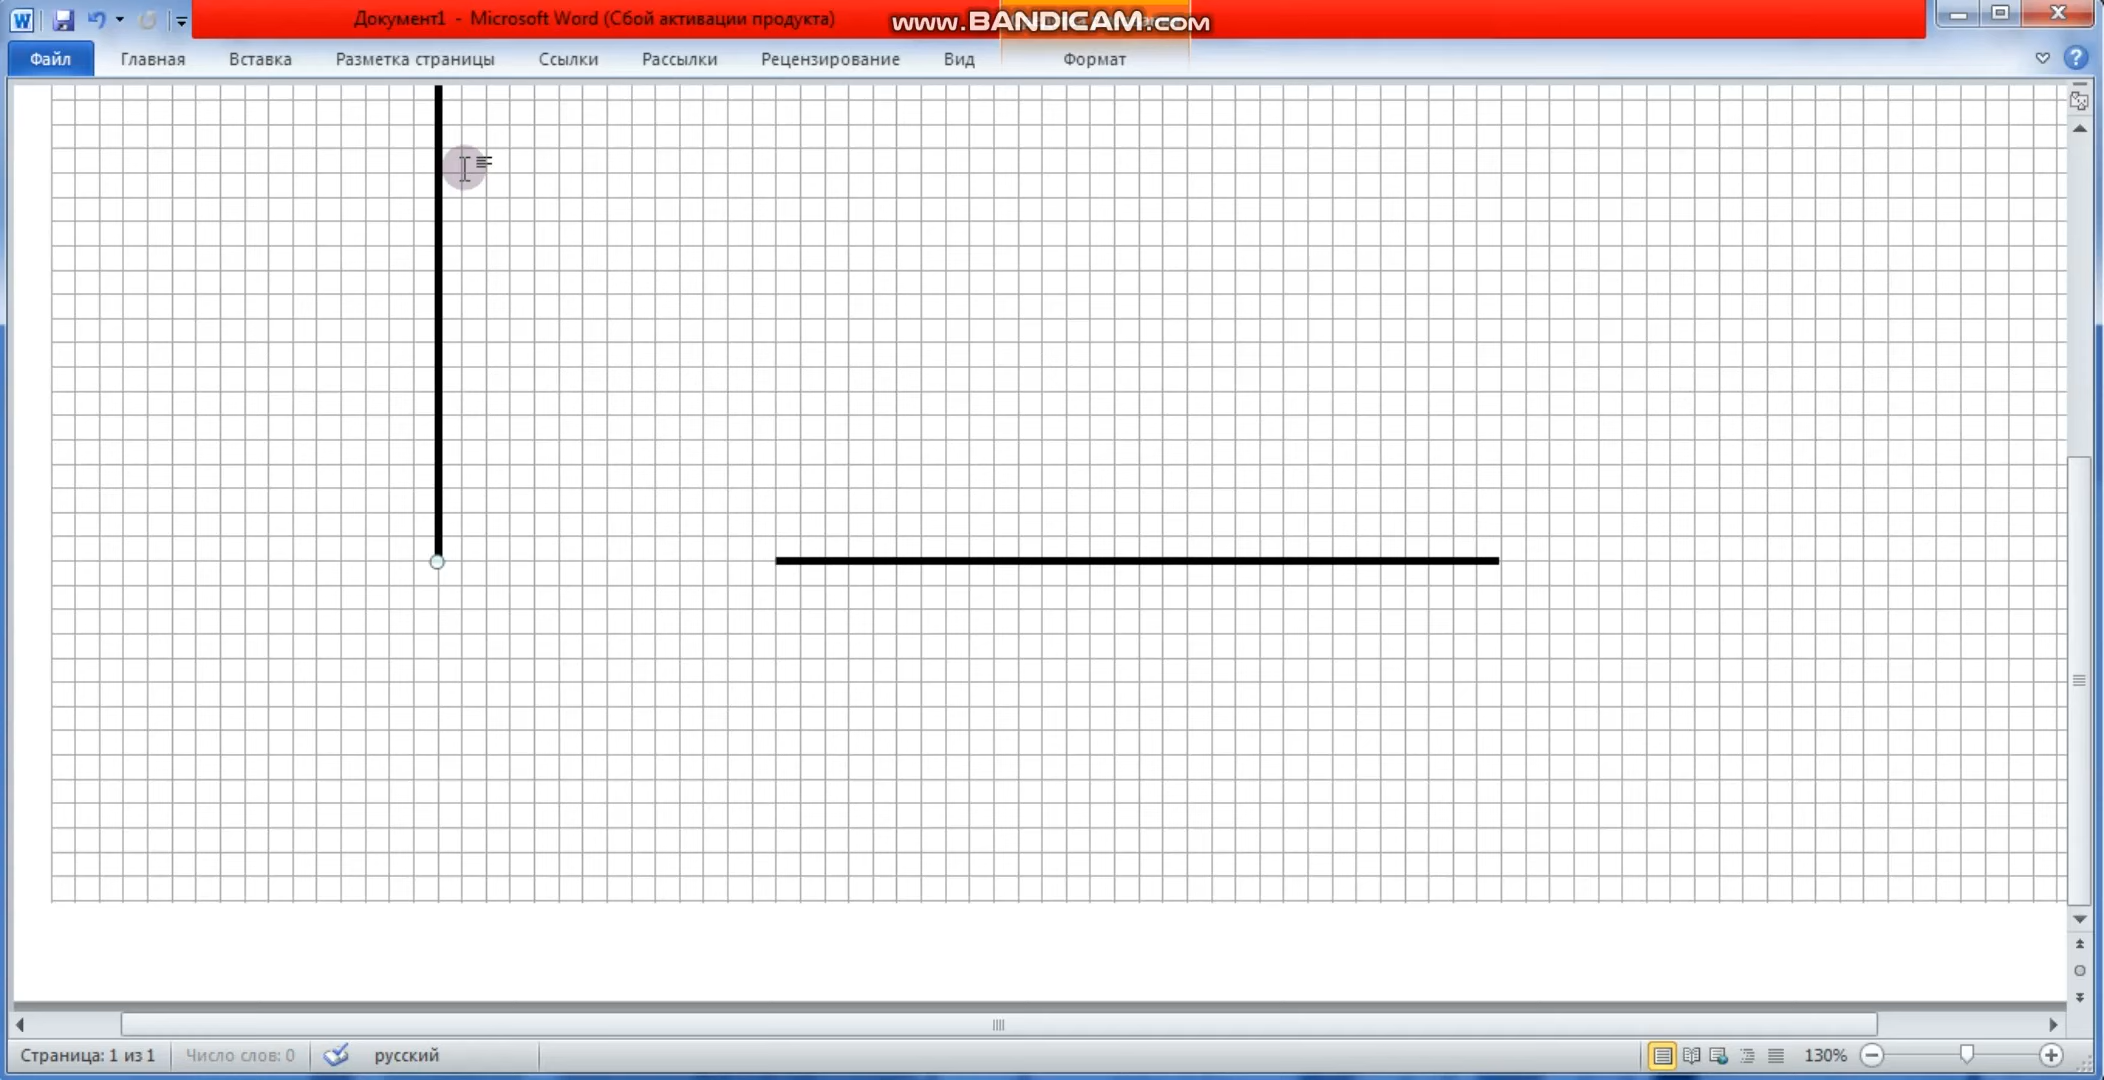 Документ1 - Microsoft Word (Сбой активации продукта)
www.BANDICAM.com
Файл Главная Вставка Разметка страницы Ссылки Рассылки Рецензирование Вид Формат
Страница: 1 из 1 Число слов: 0 русский 130%